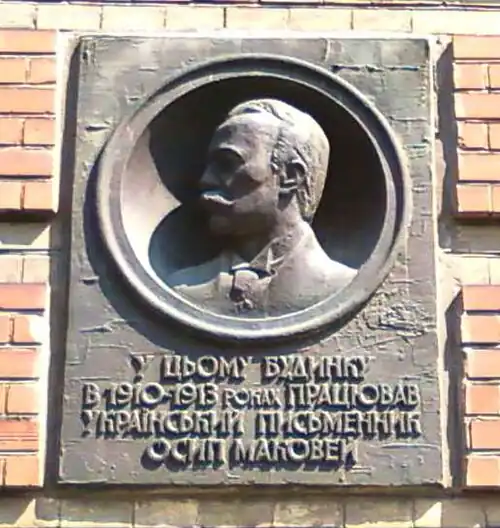 У ЦЬОМУ БУДИНКУ
В 1910-1913 РОКАХ ПРАЦЮВАВ
УКРАЇНСЬКИЙ ПИСЬМЕННИК
ОСИП МАКОВЕЙ